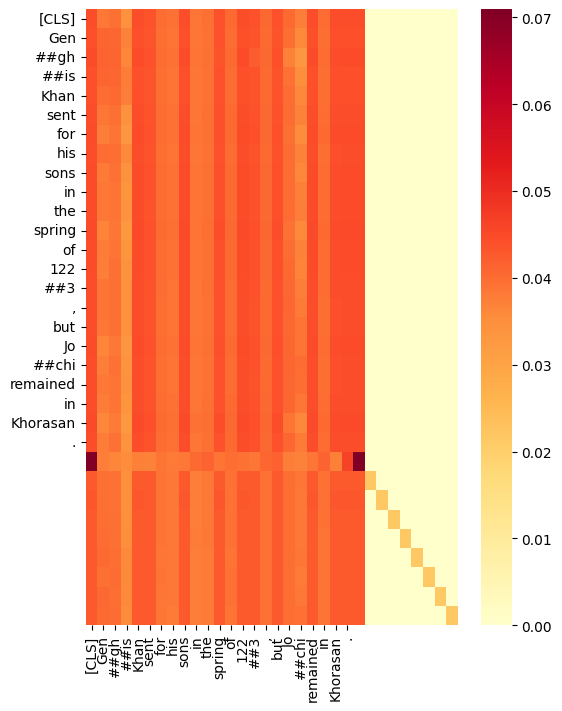 [CLS]
Gen
##gh
##is
Khan
sent
for
his
sons
in
the
spring
of
122
##3
,
but
Jo
##chi
remained
in
Khorasan
.
0.07
0.06
0.05
0.04
0.03
0.02
0.01
0.00
[CLS]
Gen
##gh
##is
Khan
sent
for
his
sons
in
the
spring
of
122
##3
,
but
Jo
##chi
remained
in
Khorasan
.